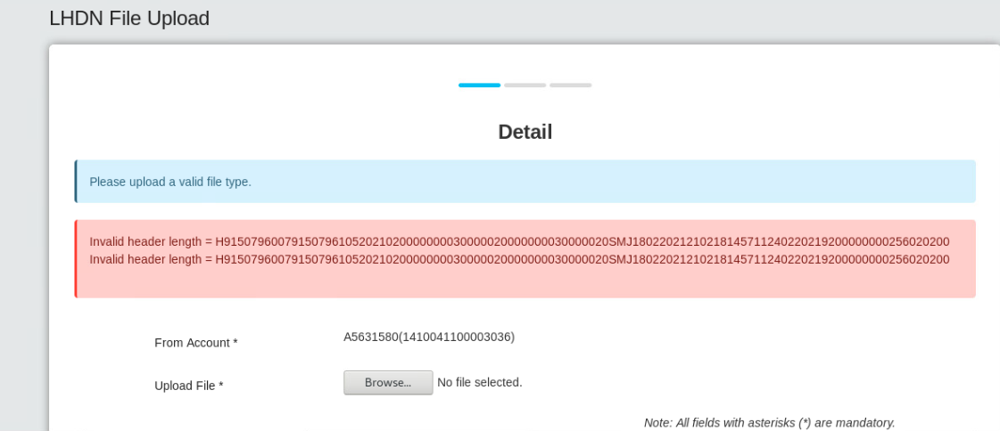 LHDN File Upload
Detail
Please upload a valid file type.
Invalid header length = H915079600791507961052021020000000030000020000000030000020SMJ18022021210218145711240220219200000000256020200
Invalid header length = H915079600791507961052021020000000030000020000000030000020SMJ18022021210218145711240220219200000000256020200
From Account *
A5631580(1410041100003036)
Upload File *
Browse...
No file selected.
Note: All fields with asterisks (*) are mandatory.